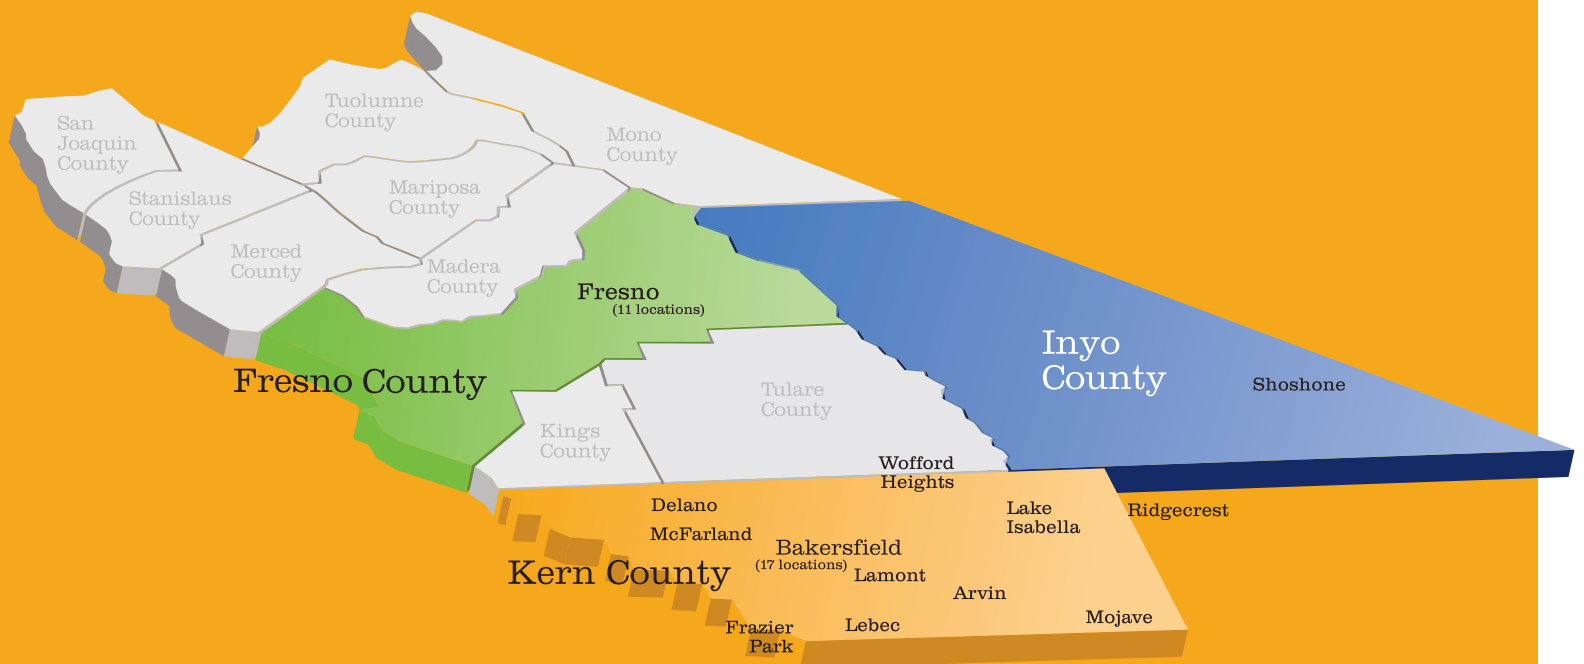 Tuolumne
County
San
Joaquin
County
Mono
County
Stanislaus
County
Mariposa
County
Merced
County
Madera
County
Fresno
(11 locations)
Inyo
County
Shoshone
Fresno County
Tulare
County
Kings
County
Wofford
Heights
Delano
McFarland
Lake
Isabella
Ridgecrest
Bakersfield
(17 locations)
Kern County
Lamont
Arvin
Mojave
Lebec
Frazier
Park